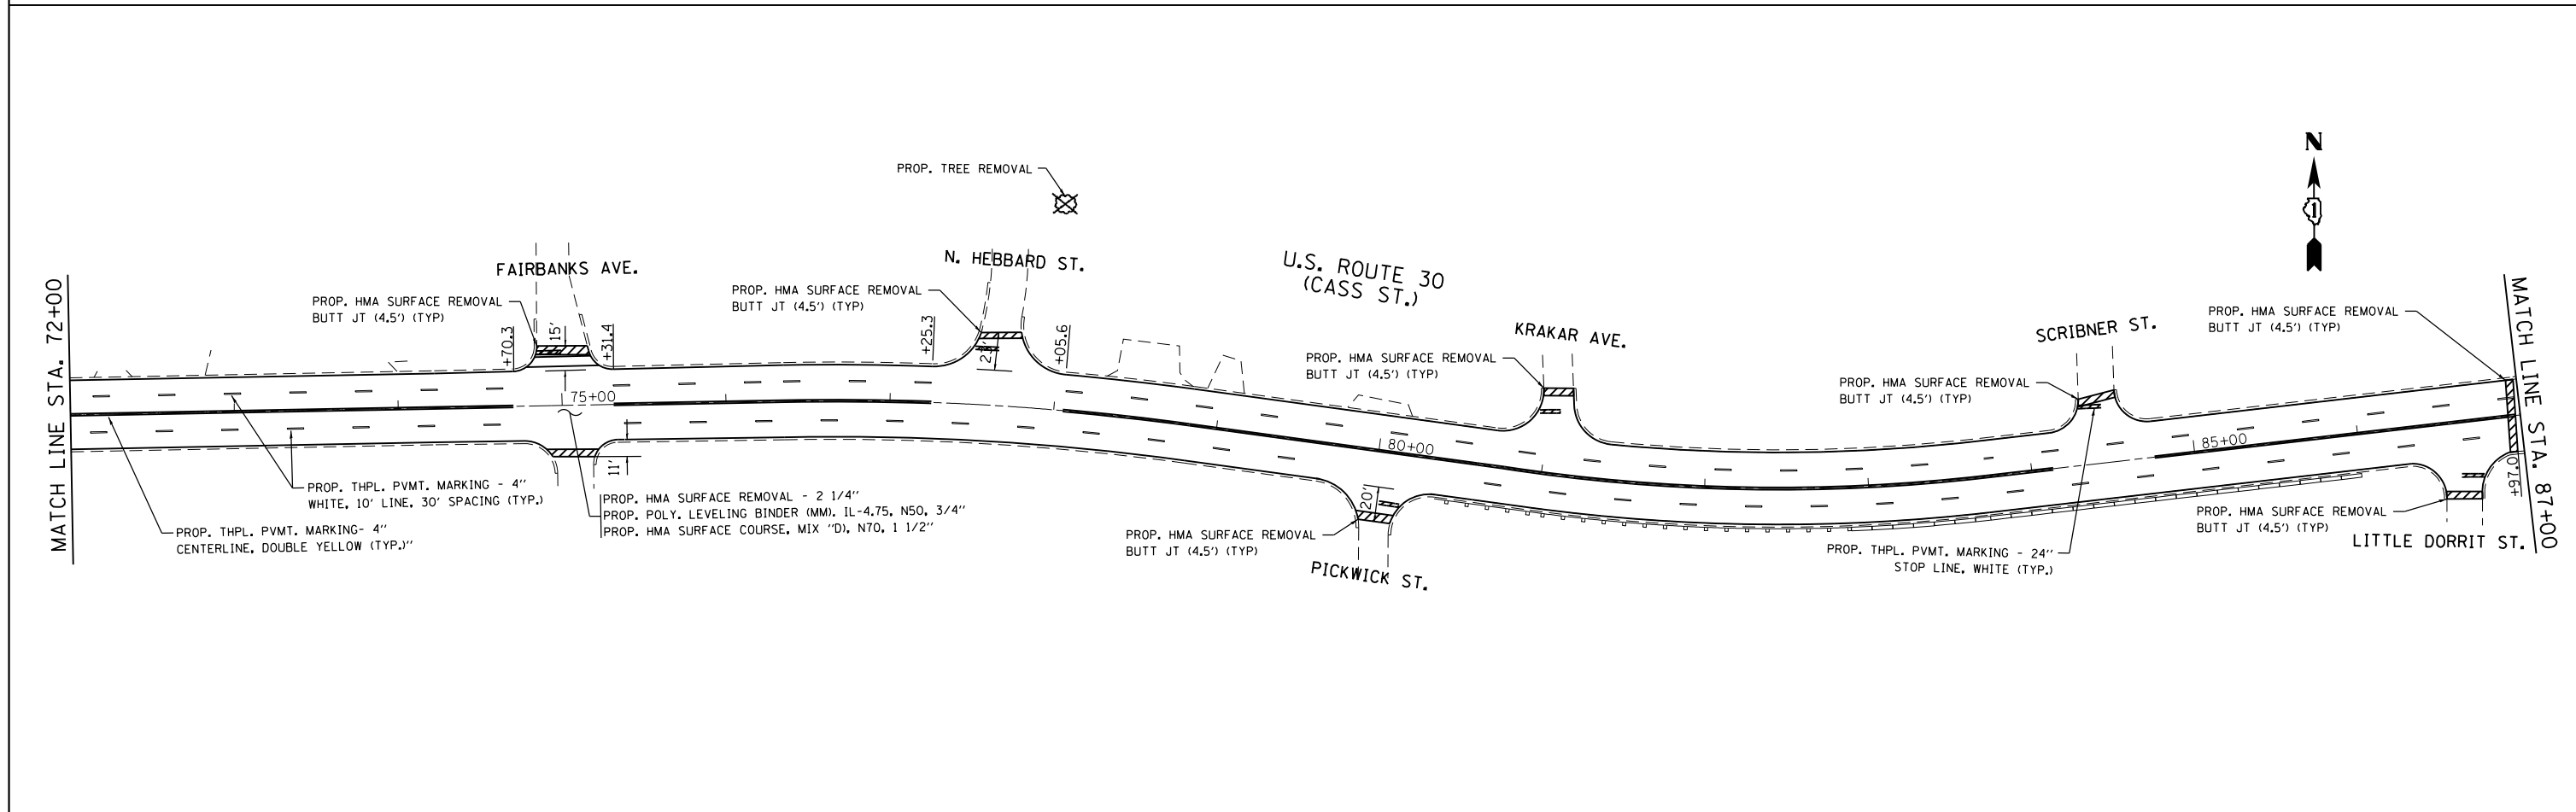 N
1
PROP. TREE REMOVAL
FAIRBANKS AVE.
N. HEBBARD ST.
U.S. ROUTE 30
(CASS ST.)
KRAKAR AVE.
SCRIBNER ST.
MATCH LINE STA. 72+00
PROP. HMA SURFACE REMOVAL
BUTT JT (4.5') (TYP)
+70.3
15'
+31.4
PROP. HMA SURFACE REMOVAL
BUTT JT (4.5') (TYP)
+25.3
+05.6
PROP. HMA SURFACE REMOVAL
BUTT JT (4.5') (TYP)
PROP. HMA SURFACE REMOVAL
BUTT JT (4.5') (TYP)
PROP. HMA SURFACE REMOVAL
BUTT JT (4.5') (TYP)
MATCH LINE STA. 87+00
75+00
80+00
85+00
11'
20'
+97.0
PROP. THPL. PVMT. MARKING - 4"
WHITE, 10' LINE, 30' SPACING (TYP.)
PROP. THPL. PVMT. MARKING- 4"
CENTERLINE, DOUBLE YELLOW (TYP.)"
PROP. HMA SURFACE REMOVAL - 2 1/4"
PROP. POLY. LEVELING BINDER (MM), IL-4.75, N50, 3/4"
PROP. HMA SURFACE COURSE, MIX "D), N70, 1 1/2"
PROP. HMA SURFACE REMOVAL
BUTT JT (4.5') (TYP)
PICKWICK ST.
PROP. THPL. PVMT. MARKING - 24"
STOP LINE, WHITE (TYP.)
PROP. HMA SURFACE REMOVAL
BUTT JT (4.5') (TYP)
LITTLE DORRIT ST.